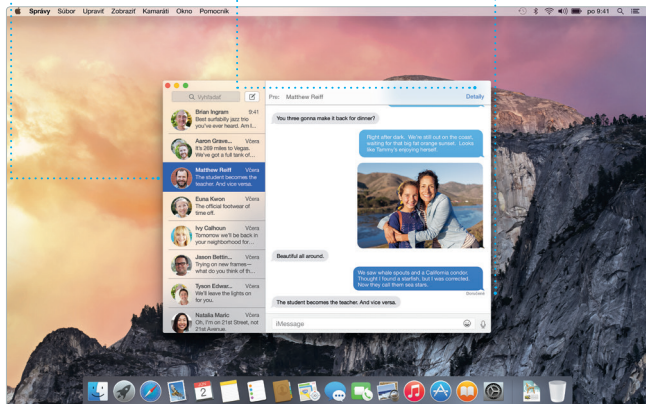 Správy Súbor Upraviť Zobraziť Kamaráti Okno Pomocník
po 9:41
Vyhľadať
Pro: Matthew Reiff
Detaily
Brian Ingram 9:41
Best surfabilly jazz trio
you've ever heard. Am I...
Aaron Grave... Včera
It's 269 miles to Vegas.
We've got a full tank of...
Matthew Reiff Včera
The student becomes the
teacher. And vice versa.
Euna Kwon Včera
The official footwear of
time off.
Ivy Calhoun Včera
Tomorrow we'll be back in
your neighborhood for...
Jason Bettin... Včera
Trying on new frames—
what do you think of th...
Tyson Edwar... Včera
We'll leave the lights on
for you.
Natalia Maric Včera
Oh, I'm on 21st Street, not
21st Avenue.
You three gonna make it back for dinner?
Right after dark. We're still out on the coast,
waiting for that big fat orange sunset. Looks
like Tammy's enjoying herself.
Beautiful all around.
We saw whale spouts and a California condor.
Thought I found a starfish, but I was corrected.
Now they call them sea stars.
The student becomes the teacher. And vice versa.
iMessage
2